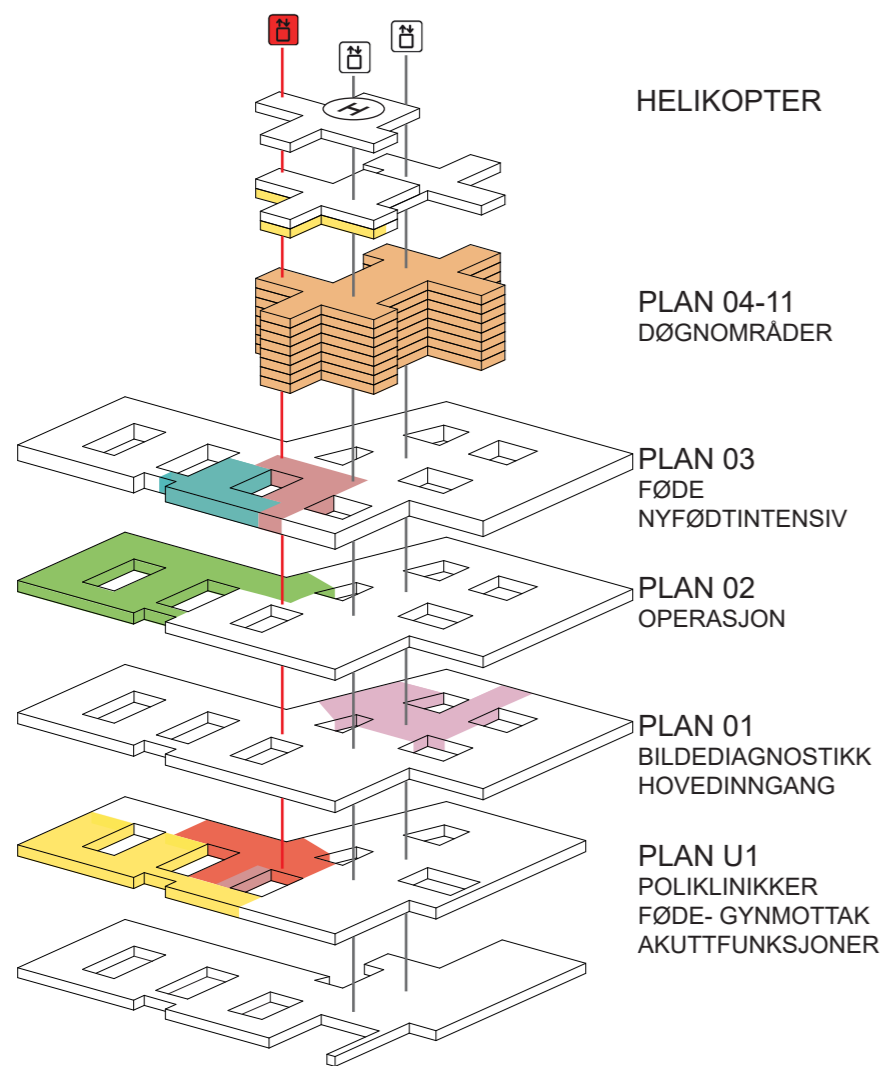 HELIKOPTER
H
PLAN 04-11
DØGNOMRÅDER
PLAN 03
FØDE
NYFØDTINTENSIV
PLAN 02
OPERASJON
PLAN 01
BILDEDIAGNOSTIKK
HOVEDINNGANG
PLAN U1
POLIKLINIKKER
FØDE- GYNMOTTAK
AKUTTFUNKSJONER